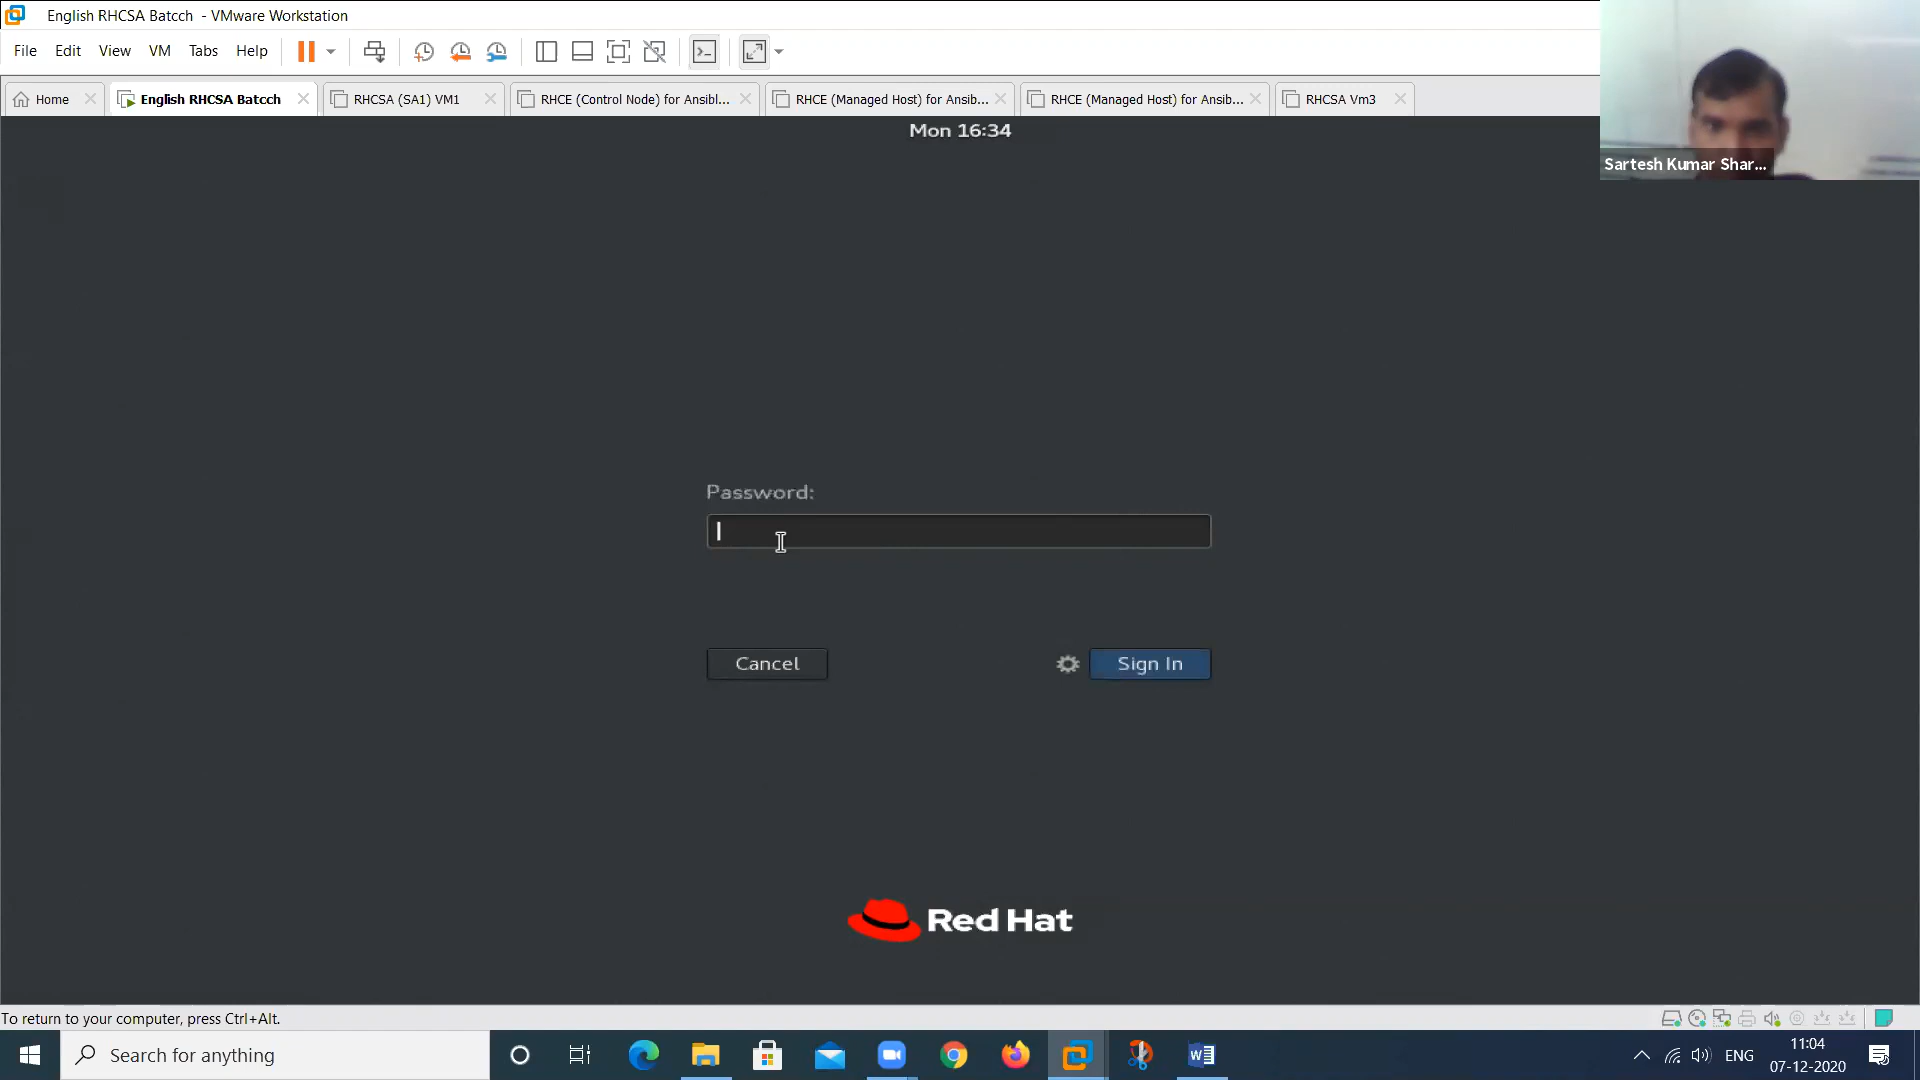 English RHCSA Batcch - VMware Workstation
File Edit View VM Tabs Help
Home
English RHCSA Batcch
RHCSA (SA1) VM1
RHCE (Control Node) for Ansibl...
RHCE (Managed Host) for Ansib...
RHCE (Managed Host) for Ansib...
RHCSA Vm3
Mon 16:34
Sartesh Kumar Shar...
Password:
Cancel
Sign In
Red Hat
To return to your computer, press Ctrl+Alt.
Search for anything
ENG
11:04
07-12-2020